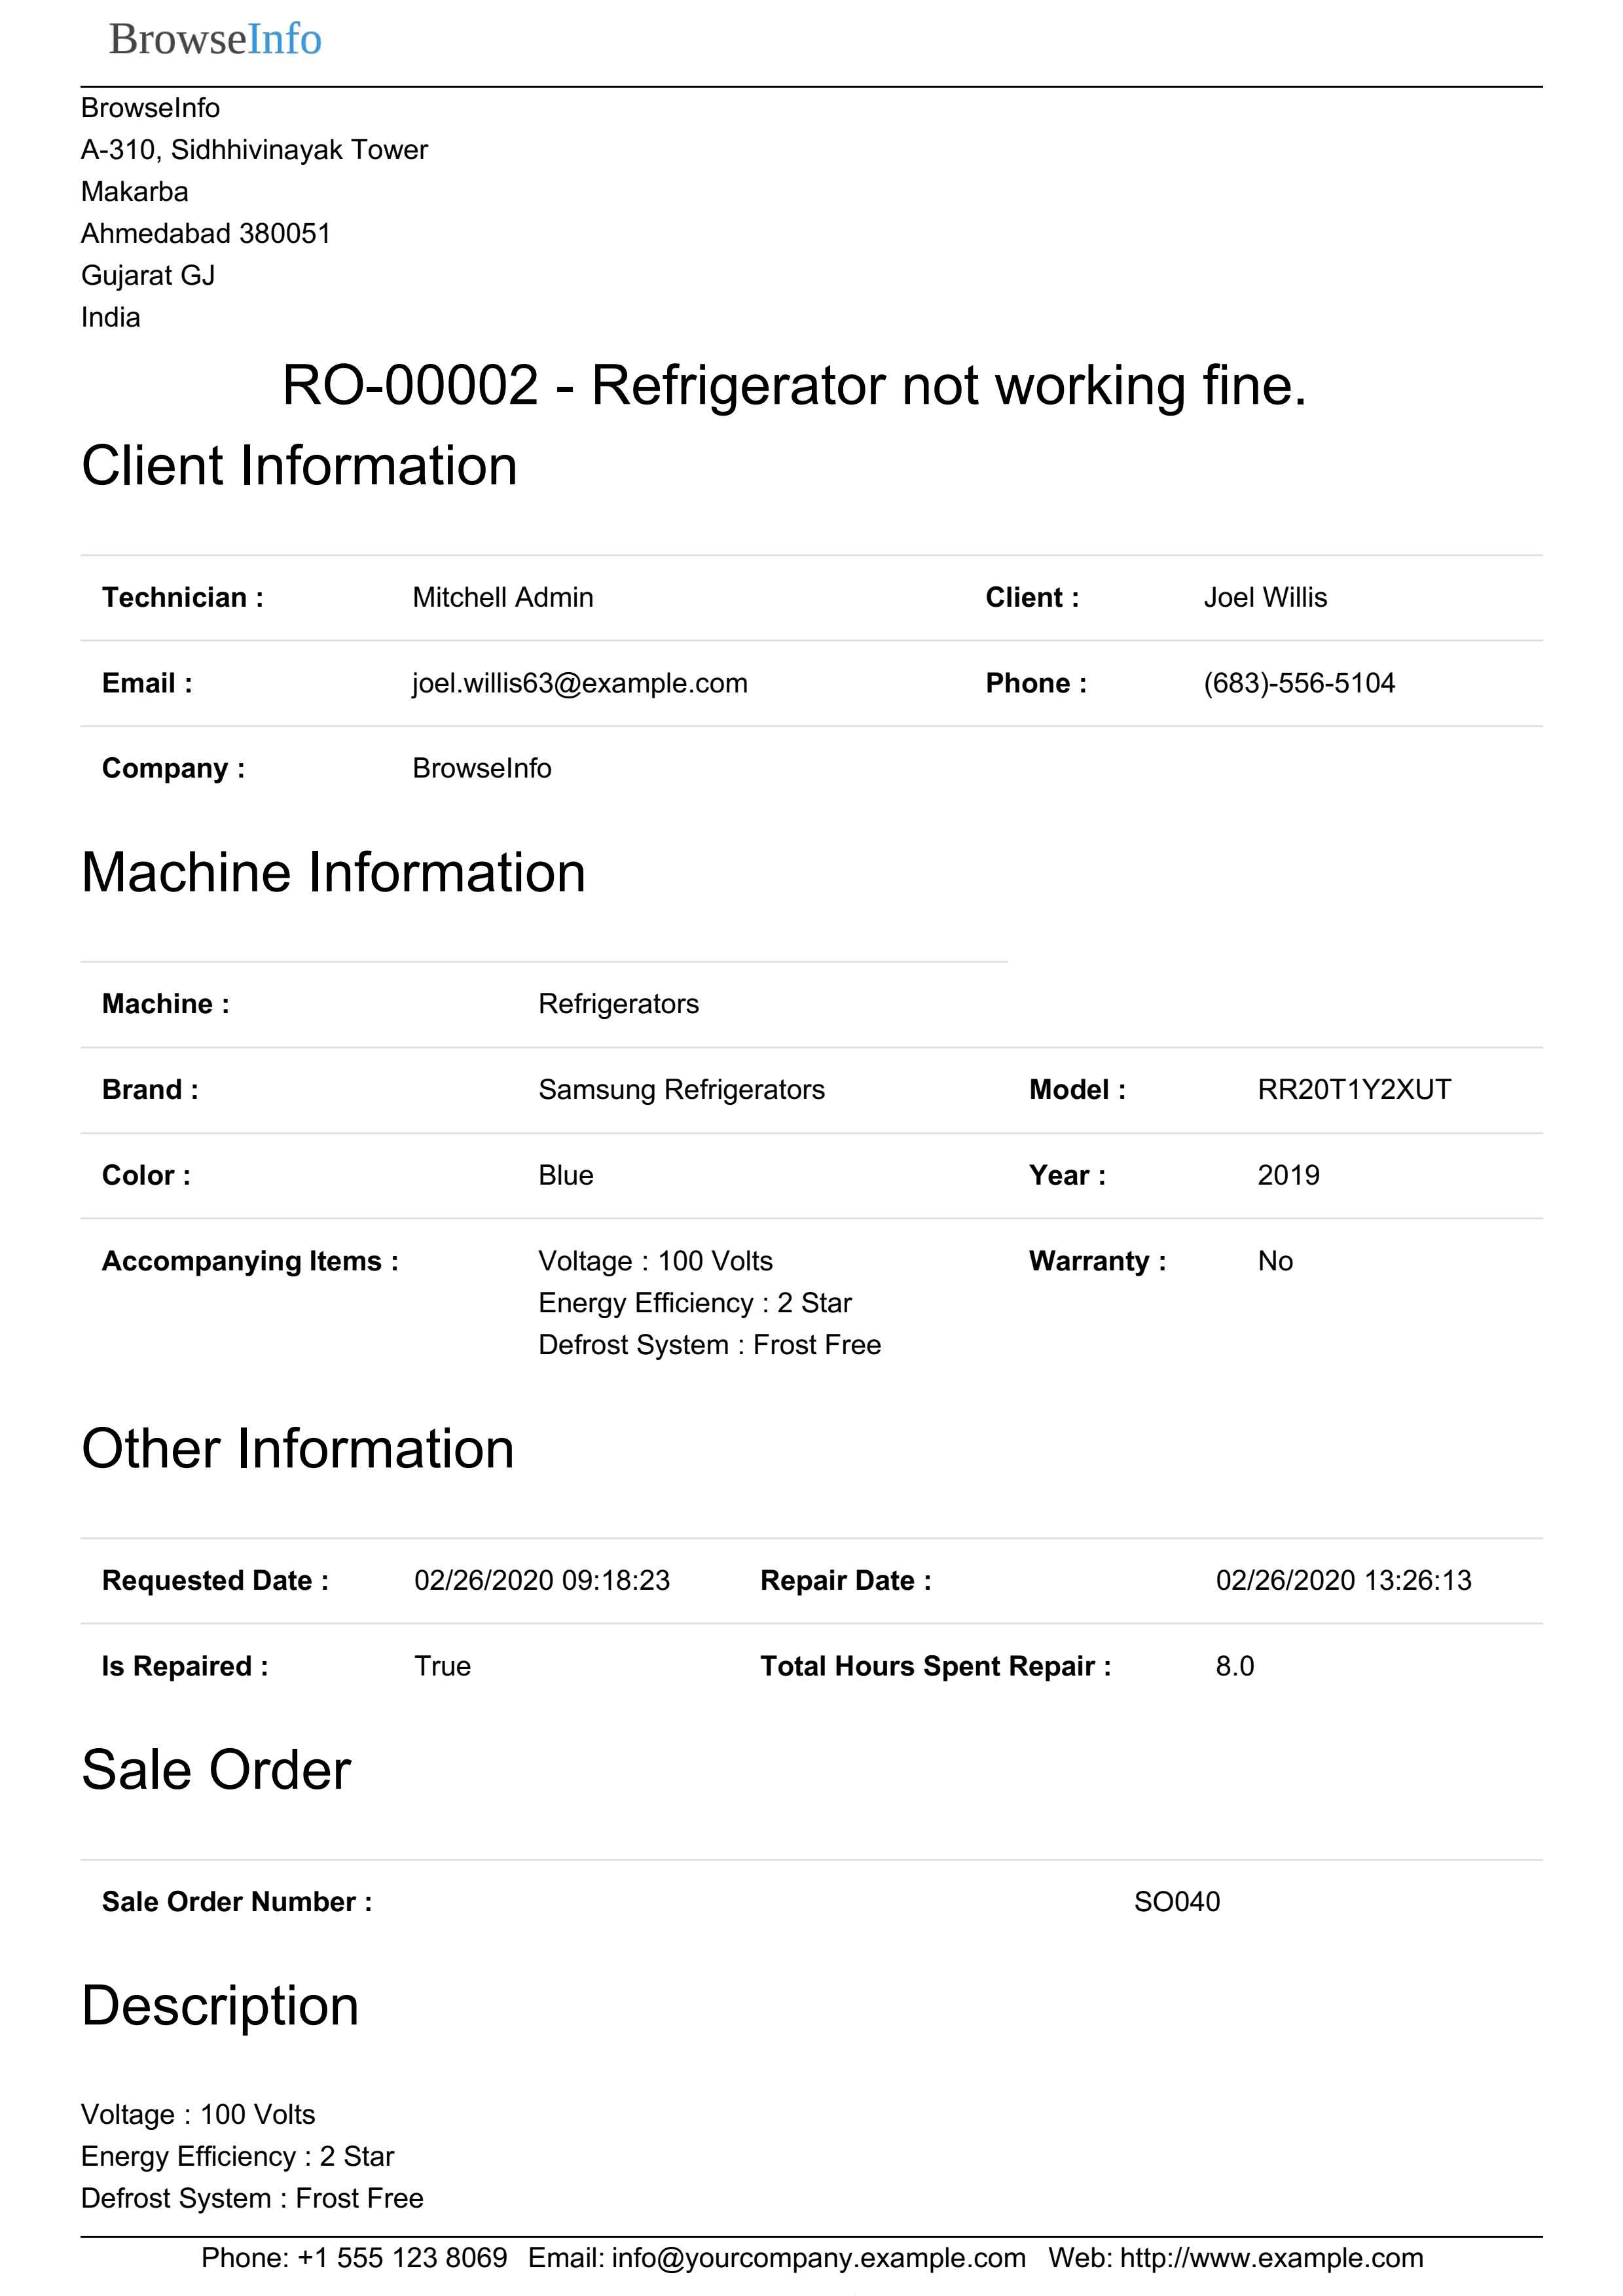 BrowseInfo
BrowseInfo
A-310, Sidhhivinayak Tower
Makarba
Ahmedabad 380051
Gujarat GJ
India
RO-00002 - Refrigerator not working fine.
Client Information
Technician : Mitchell Admin Client : Joel Willis
Email : joel.willis63@example.com Phone : (683)-556-5104
Company : BrowseInfo
Machine Information
Machine : Refrigerators
Brand : Samsung Refrigerators Model : RR20T1Y2XUT
Color : Blue Year : 2019
Accompanying Items : Voltage : 100 Volts Warranty : No
Energy Efficiency : 2 Star
Defrost System : Frost Free
Other Information
Requested Date : 02/26/2020 09:18:23 Repair Date : 02/26/2020 13:26:13
Is Repaired : True Total Hours Spent Repair : 8.0
Sale Order
Sale Order Number : SO040
Description
Voltage : 100 Volts
Energy Efficiency : 2 Star
Defrost System : Frost Free
Phone: +1 555 123 8069 Email: info@yourcompany.example.com Web: http://www.example.com